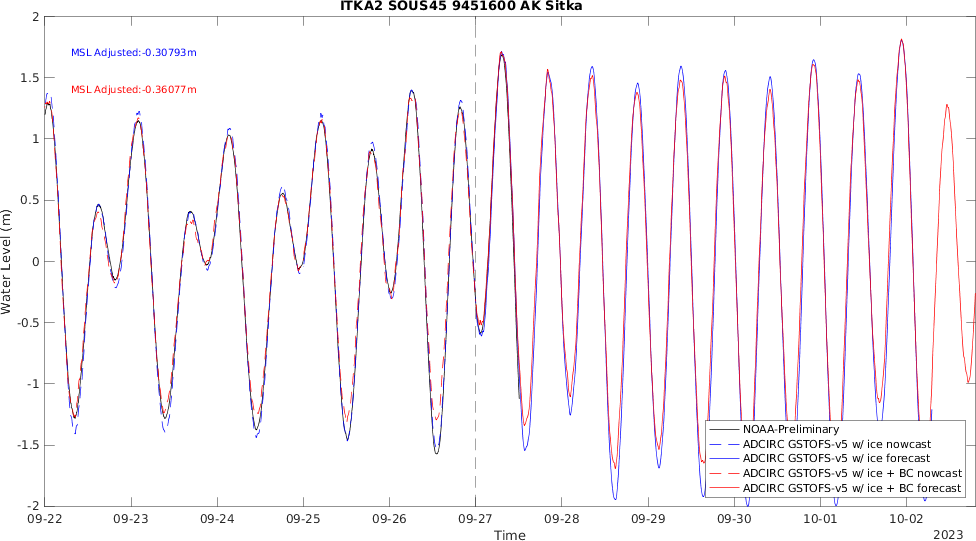 ITKA2 SOUS45 9451600 AK Sitka
MSL Adjusted:-0.30793m
MSL Adjusted:-0.36077m
2
1.5
1
0.5
0
-0.5
-1
-1.5
-2
Water Level (m)
NOAA-Preliminary
ADCIRC GSTOFS-v5 w/ ice nowcast
ADCIRC GSTOFS-v5 w/ ice forecast
ADCIRC GSTOFS-v5 w/ ice + BC nowcast
ADCIRC GSTOFS-v5 w/ ice + BC forecast
09-22 09-23 09-24 09-25 09-26 09-27 09-28 09-29 09-30 10-01 10-02
Time
2023